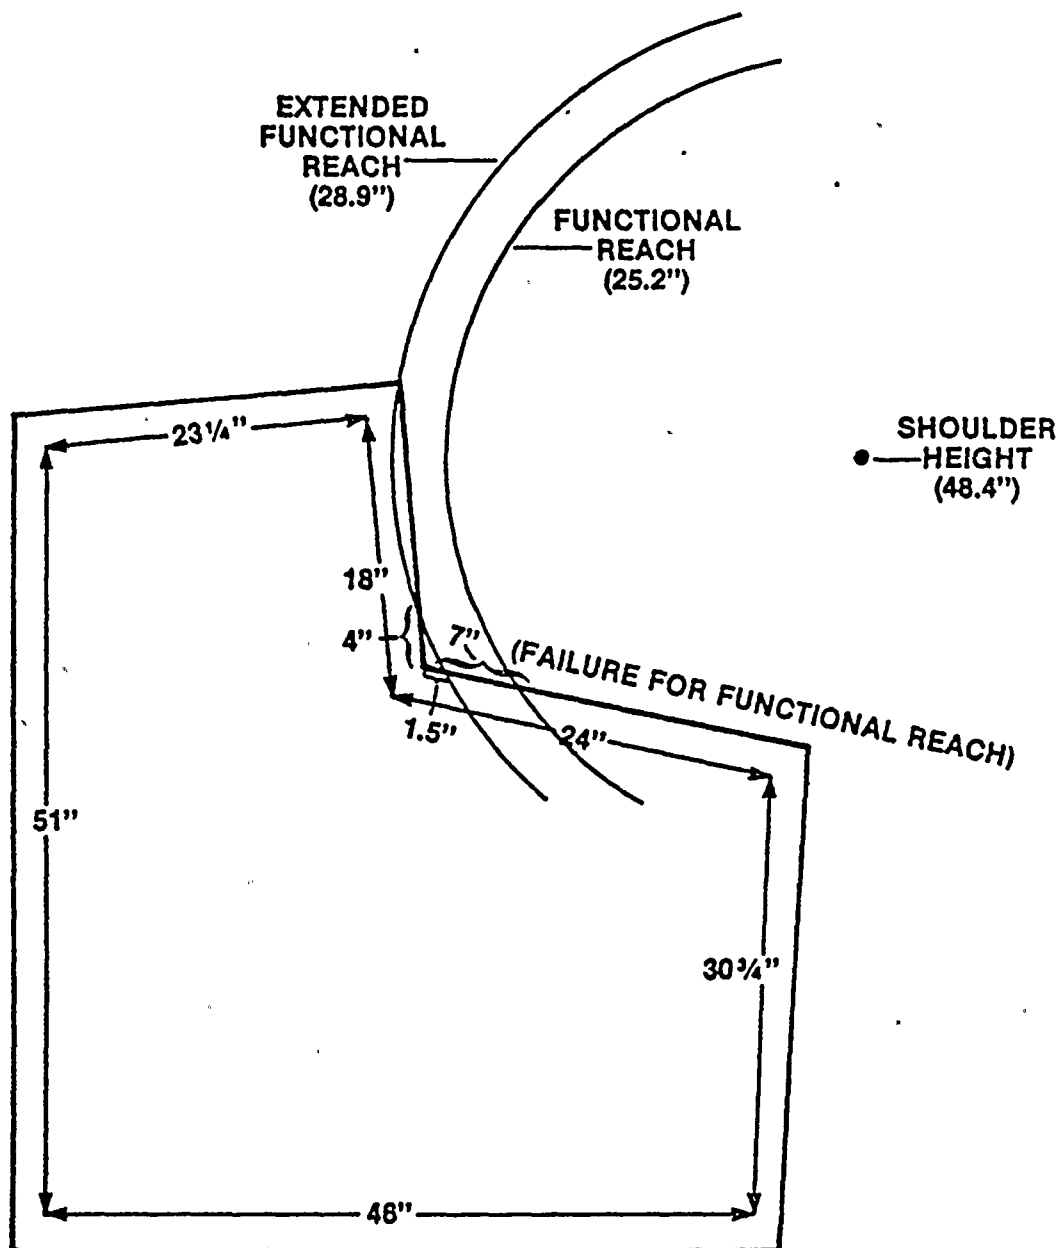 EXTENDED
FUNCTIONAL
REACH
(28.9")
FUNCTIONAL
REACH
(25.2")
SHOULDER
HEIGHT
(48.4")
23¼"
18"
4"
7"
(FAILURE FOR FUNCTIONAL REACH)
1.5"
24"
51"
30¾"
46"